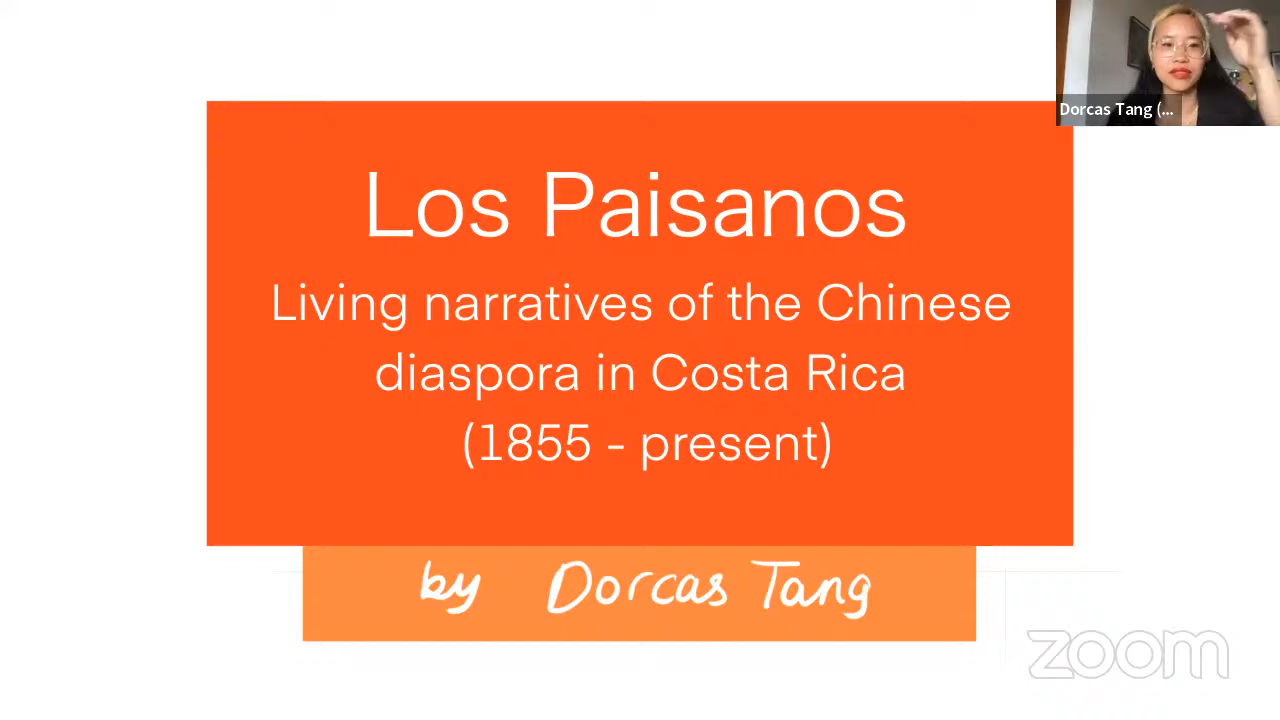 Los Paisanos
Living narratives of the Chinese
diaspora in Costa Rica
(1855 - present)
by Dorcas Tang
Dorcas Tang (...
zoom